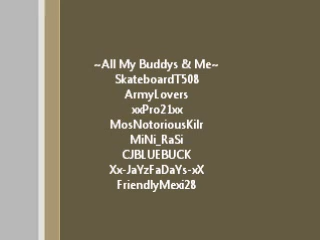 ~All My Buddys & Me~
SkateboardT508
ArmyLovers
xxPro21xx
MosNotoriousKilr
MiNi_RaSi
CJBLUEBUCK
Xx-JaYzFaDaYs-xX
FriendlyMexi28